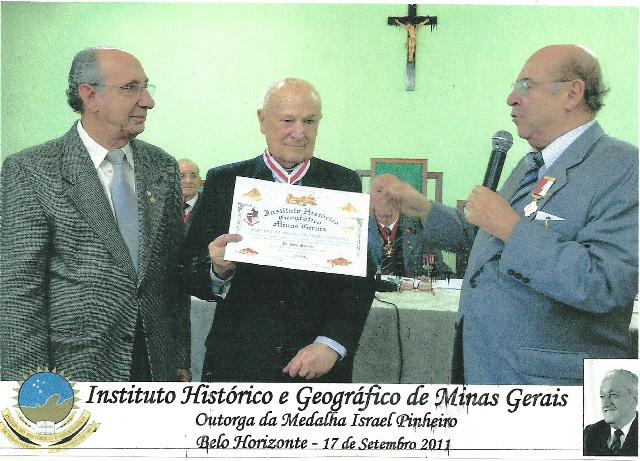 Instituto Histórico
Geográfico
Minas Gerais
Instituto Histórico e Geográfico de Minas Gerais
Outorga da Medalha Israel Pinheiro
Belo Horizonte - 17 de Setembro 2011